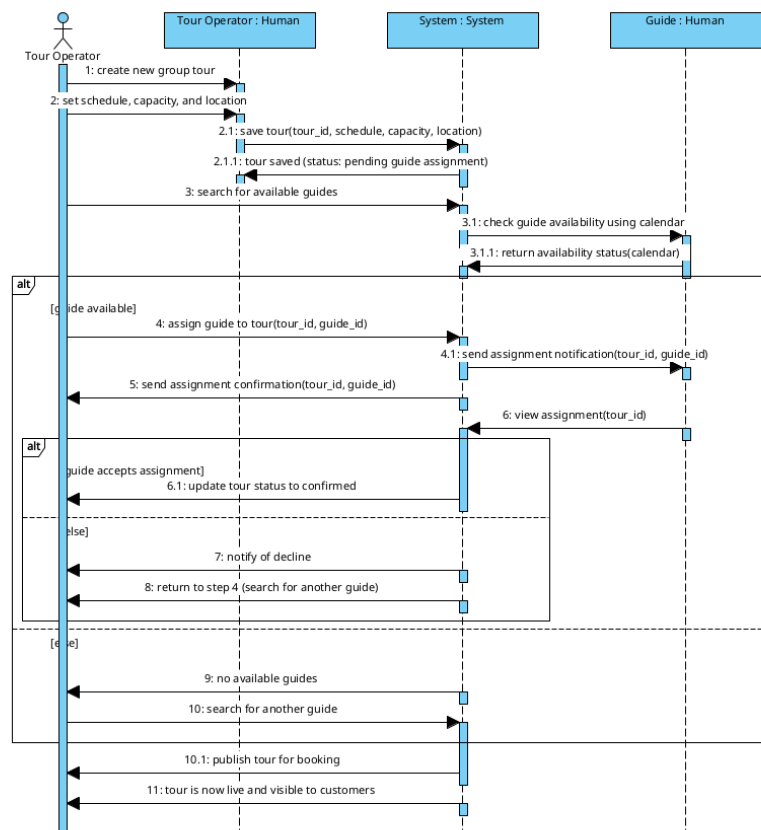 Tour Operator : Human
System : System
Guide : Human
Tour Operator
1: create new group tour
2: set schedule, capacity, and location
2.1: save tour(tour_id, schedule, capacity, location)
2.1.1: tour saved (status: pending guide assignment)
3: search for available guides
3.1: check guide availability using calendar
3.1.1: return availability status(calendar)
alt
[guide available]
4: assign guide to tour(tour_id, guide_id)
4.1: send assignment notification(tour_id, guide_id)
5: send assignment confirmation(tour_id, guide_id)
6: view assignment(tour_id)
alt
guide accepts assignment]
6.1: update tour status to confirmed
else]
7: notify of decline
8: return to step 4 (search for another guide)
[else]
9: no available guides
10: search for another guide
10.1: publish tour for booking
11: tour is now live and visible to customers